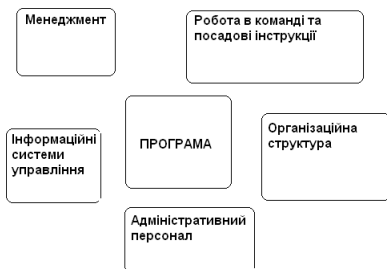 Менеджмент
Робота в команді та
посадові інструкції
Інформаційні
системи
управління
ПРОГРАМА
Організаційна
структура
Адміністративний
персонал